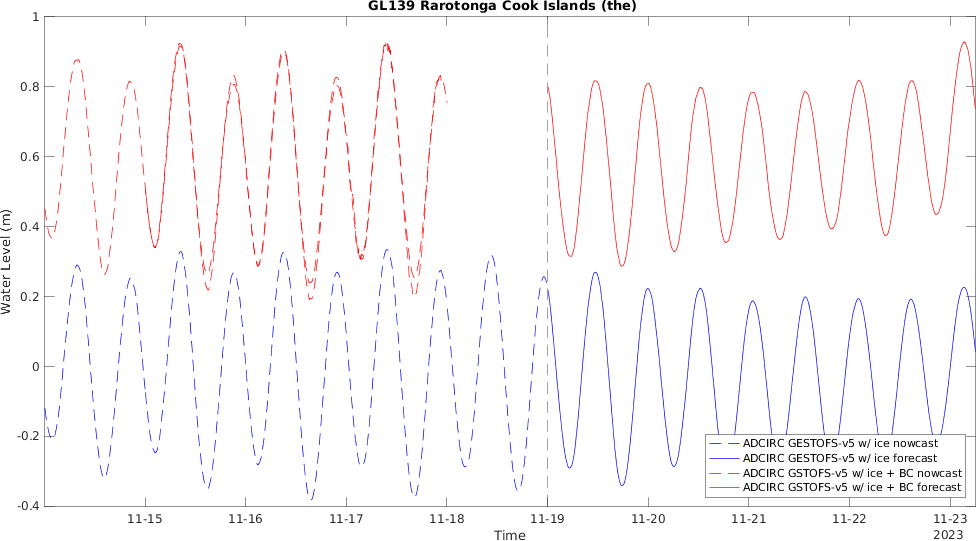 GL139 Rarotonga Cook Islands (the)
Water Level (m)
1
0.8
0.6
0.4
0.2
0
-0.2
-0.4
ADCIRC GESTOFS-v5 w/ ice nowcast
ADCIRC GESTOFS-v5 w/ ice forecast
ADCIRC GSTOFS-v5 w/ ice + BC nowcast
ADCIRC GSTOFS-v5 w/ ice + BC forecast
11-15 11-16 11-17 11-18 11-19 11-20 11-21 11-22 11-23
2023
Time